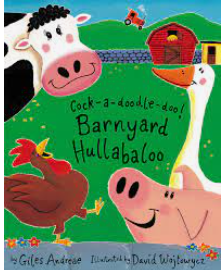 Cock-a-doodle-doo!
Barnyard
Hullabaloo
by Giles Andreae Illustrated by David Wojtowycz